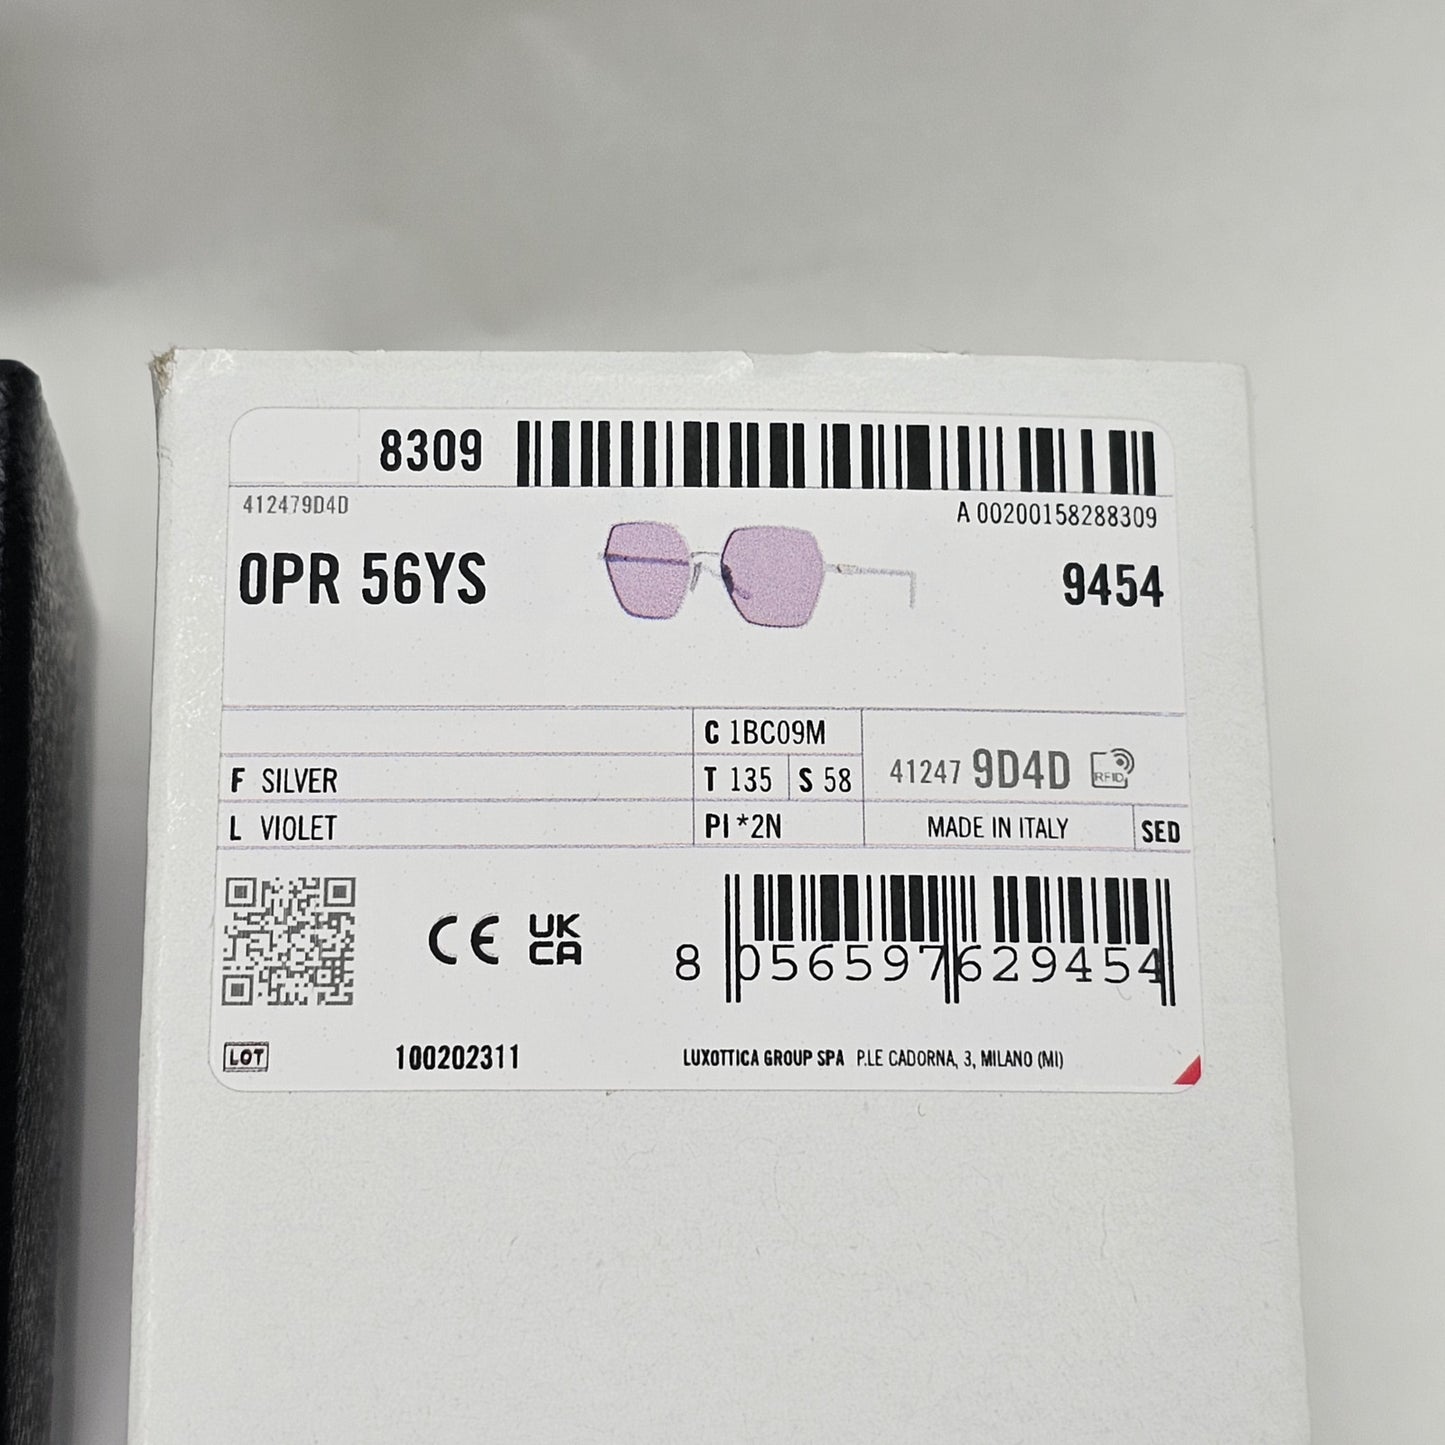 8309
412479D4D
A 00200158288309
0PR 56YS
9454
C 1BC09M
F SILVER
T 135
S 58
41247 9D4D
RFID
L VIOLET
PI *2N
MADE IN ITALY
SED
CE
UK
CA
8 056597 629454
LOT
100202311
LUXOTTICA GROUP SPA P.LE CADORNA, 3, MILANO (MI)